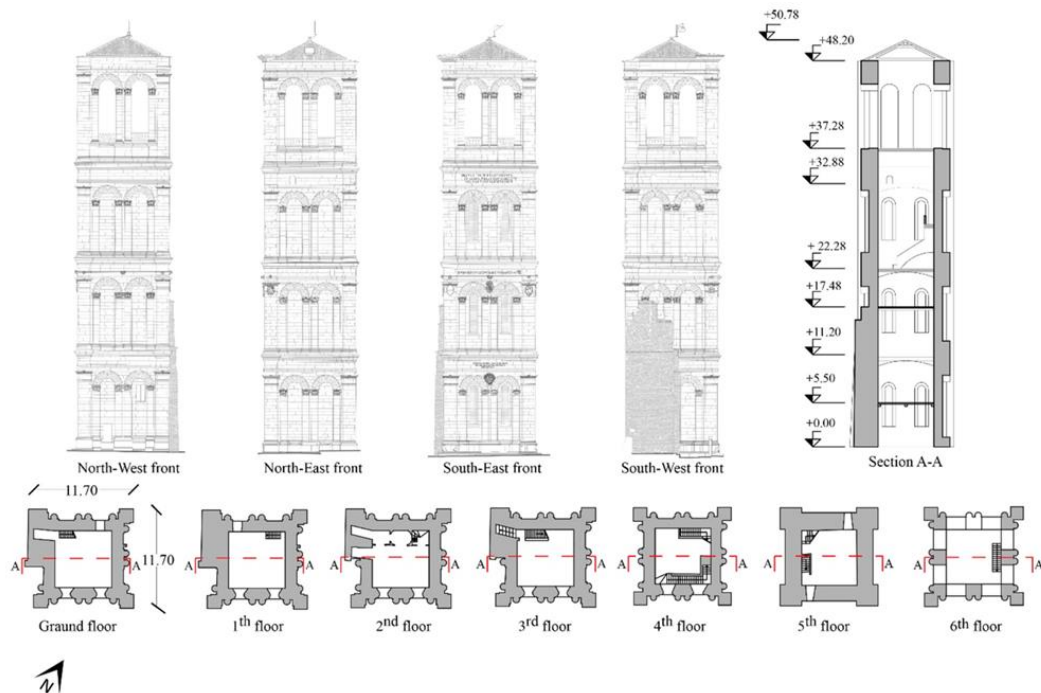 +50.78
+48.20
+37.28
+32.88
+ 22.28
+17.48
+11.20
+5.50
+0,00
North-West front
North-East front
South-East front
South-West front
Section A-A
11.70
11.70
A A
A A
A A
A A
A A
A A
A A
Graund floor
1th floor
2nd floor
3rd floor
4th floor
5th floor
6th floor
N